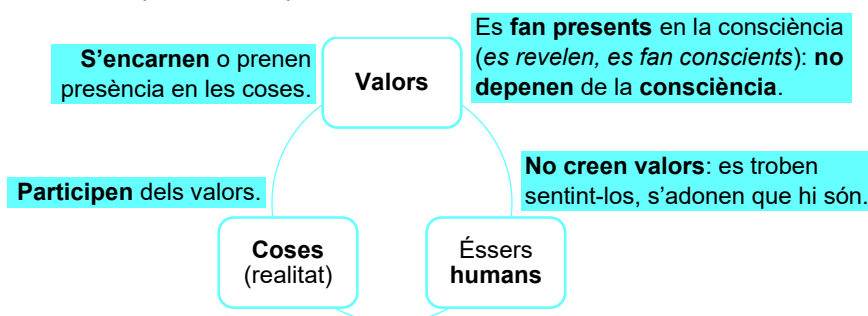 Es fan presents en la consciència
(es revelen, es fan conscients): no
depenen de la consciència.
S'encarnen o prenen
presència en les coses.
Valors
No creen valors: es troben
sentint-los, s'adonen que hi són.
Participen dels valors.
Coses
(realitat)
Éssers
humans